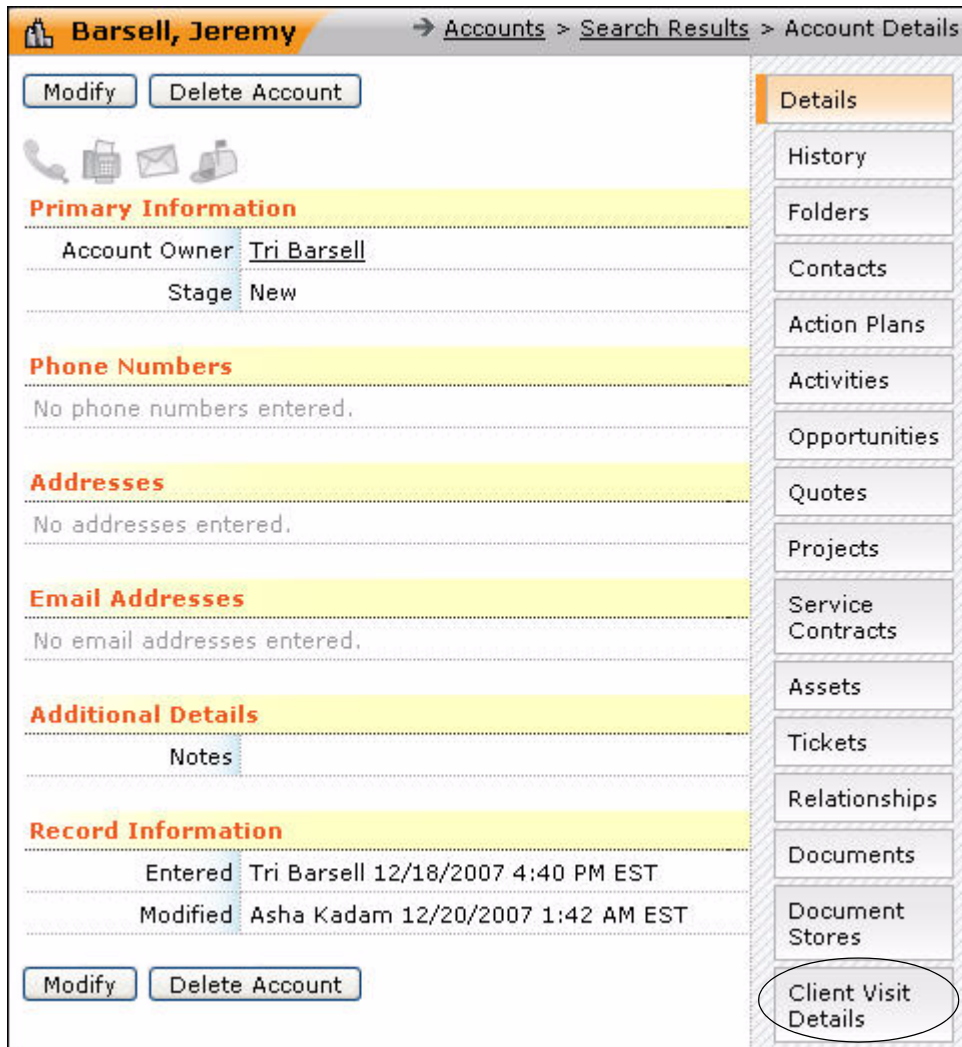 Barsell, Jeremy
Accounts > Search Results > Account Details
Modify
Delete Account
Primary Information
Account Owner Tri Barsell
Stage New
Phone Numbers
No phone numbers entered.
Addresses
No addresses entered.
Email Addresses
No email addresses entered.
Additional Details
Notes
Record Information
Entered Tri Barsell 12/18/2007 4:40 PM EST
Modified Asha Kadam 12/20/2007 1:42 AM EST
Modify
Delete Account
Details
History
Folders
Contacts
Action Plans
Activities
Opportunities
Quotes
Projects
Service
Contracts
Assets
Tickets
Relationships
Documents
Document
Stores
Client Visit
Details